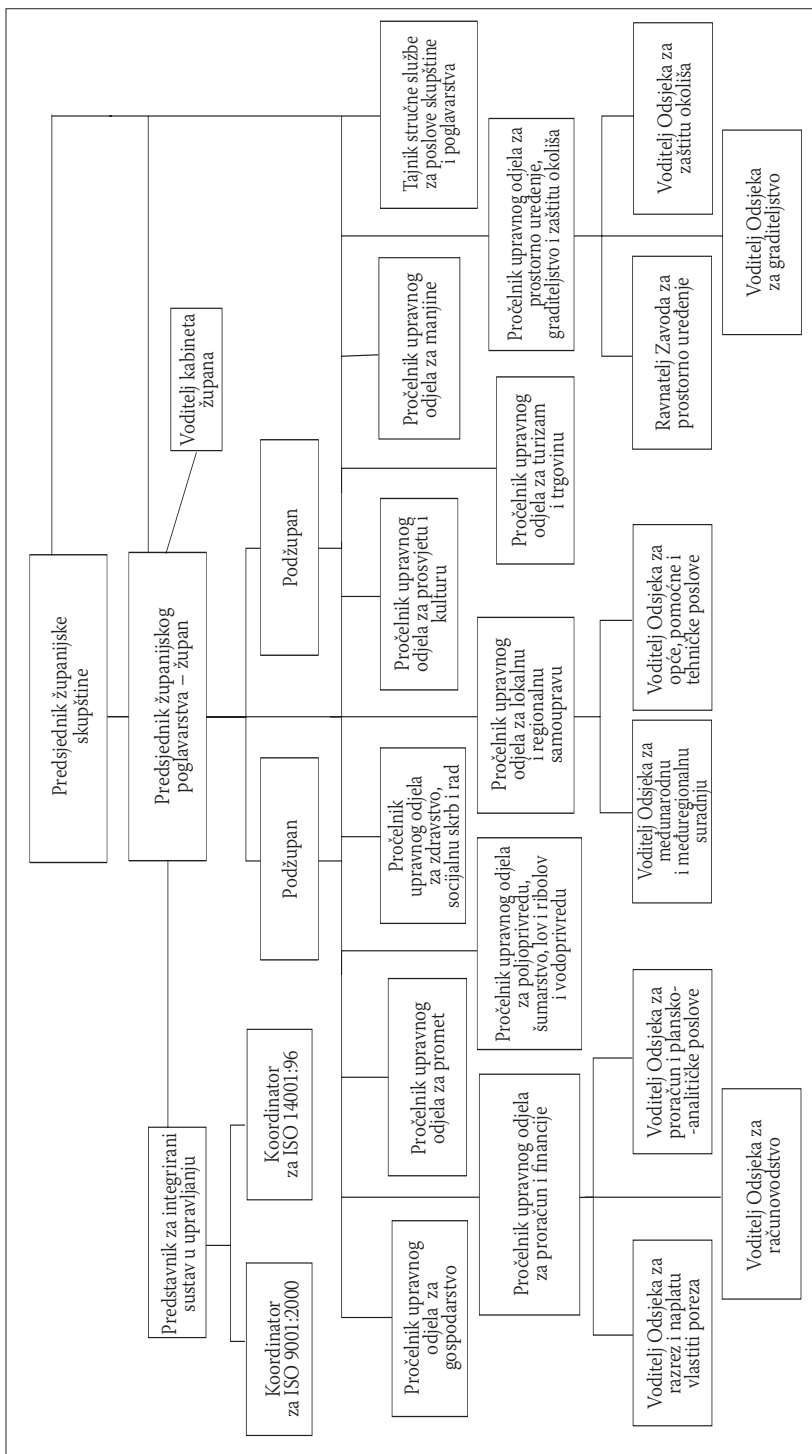 Predsjednik županijske
skupštine
Predsjednik županijskog
poglavarstva – župan
Voditelj kabineta
župana
Predstavnik za integrirani
sustav u upravljanju
Koordinator
za ISO 9001:2000
Koordinator
za ISO 14001:96
Podžupan
Podžupan
Pročelnik upravnog
odjela za
gospodarstvo
Pročelnik upravnog
odjela za promet
Pročelnik
upravnog odjela
za zdravstvo,
socijalnu skrb i rad
Pročelnik upravnog
odjela za prosvjetu i
kulturu
Pročelnik upravnog
odjela za manjine
Tajnik stručne službe
za poslove skupštine
i poglavarstva
Pročelnik upravnog odjela
za proračun i financije
Pročelnik upravnog odjela
za poljoprivredu,
šumarstvo, lov i ribolov
i vodoprivredu
Pročelnik upravnog
odjela za lokalnu
i regionalnu
samoupravu
Pročelnik upravnog
odjela za turizam
i trgovinu
Pročelnik upravnog odjela za
prostorno uređenje,
graditeljstvo i zaštitu okoliša
Voditelj Odsjeka za
razrez i naplatu
vlastiti poreza
Voditelj Odsjeka za
proračun i plansko-
-analitičke poslove
Voditelj Odsjeka za
međunarodnu
i međuregionalnu
suradnju
Voditelj Odsjeka za
opće, pomoćne i
tehničke poslove
Ravnatelj Zavoda za
prostorno uređenje
Voditelj Odsjeka za
zaštitu okoliša
Voditelj Odsjeka za
računovodstvo
Voditelj Odsjeka
za graditeljstvo